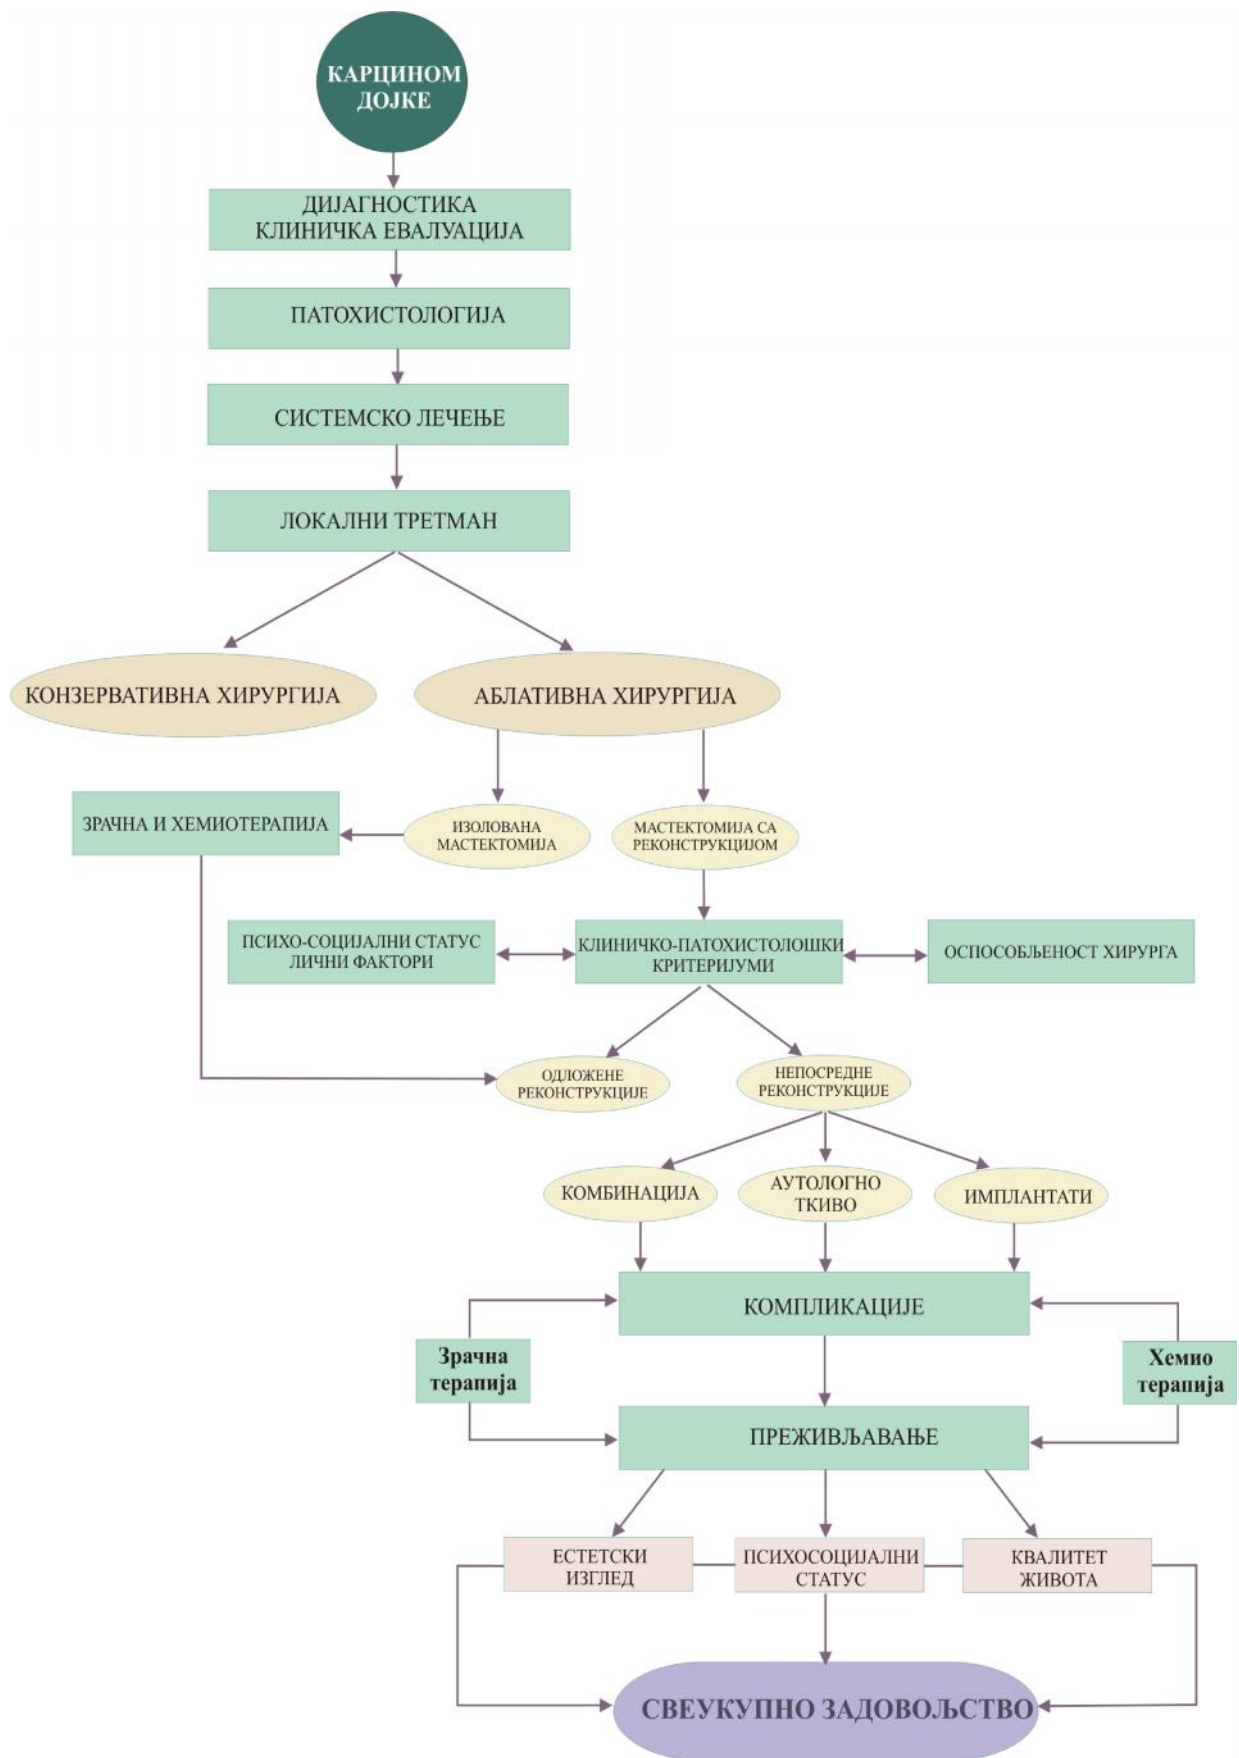 КАРЦИНОМ
ДОЈКЕ
ДИЈАГНОСТИКА
КЛИНИЧКА ЕВАЛУАЦИЈА
ПАТОХИСТОЛОГИЈА
СИСТЕМСКО ЛЕЧЕЊЕ
ЛОКАЛНИ ТРЕТМАН
КОНЗЕРВАТИВНА ХИРУРГИЈА
АБЛАТИВНА ХИРУРГИЈА
ЗРАЧНА И ХЕМИОТЕРАПИЈА
ИЗОЛОВАНА
МАСТЕКТОМИЈА
МАСТЕКТОМИЈА СА
РЕКОНСТРУКЦИЈОМ
ПСИХО-СОЦИЈАЛНИ СТАТУС
ЛИЧНИ ФАКТОРИ
КЛИНИЧКО-ПАТОХИСТОЛОШКИ
КРИТЕРИЈУМИ
ОСПОСОБЉЕНОСТ ХИРУРГА
ОДЛОЖЕНЕ
РЕКОНСТРУКЦИЈЕ
НЕПОСРЕДНЕ
РЕКОНСТРУКЦИЈЕ
КОМБИНАЦИЈА
АУТОЛОГНО
ТКИВО
ИМПЛАНТАТИ
КОМПЛИКАЦИЈЕ
Зрачна
терапија
Хемио
терапија
ПРЕЖИВЉАВАЊЕ
ЕСТЕТСКИ
ИЗГЛЕД
ПСИХОСОЦИЈАЛНИ
СТАТУС
КВАЛИТЕТ
ЖИВОТА
СВЕУКУПНО ЗАДОВОЉСТВО